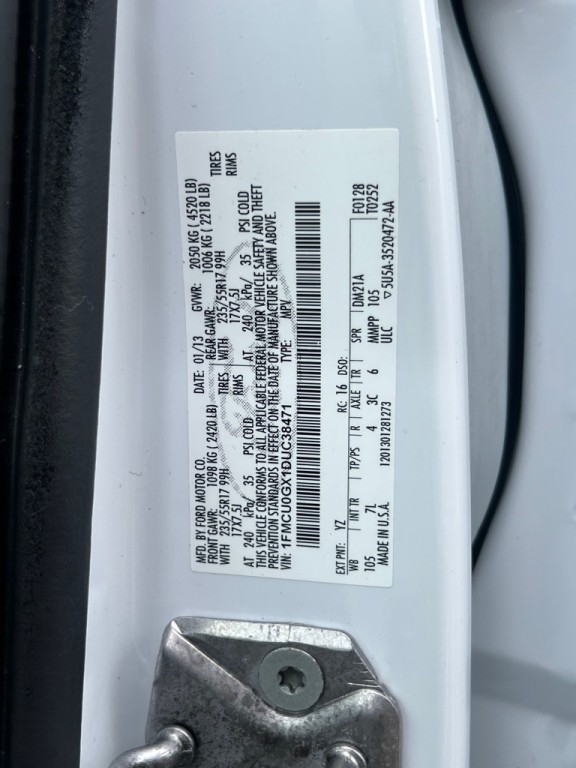 MFD. BY FORD MOTOR CO. DATE: 01/13 GVWR: 2050 KG ( 4520 LB)
FRONT GAWR: 1098 KG ( 2420 LB) REAR GAWR: 1006 KG ( 2218 LB)
WITH 235/55R17 99H TIRES WITH 235/55R17 99H TIRES
17X7.5J RIMS 17X7.5J RIMS
AT 240 kPa/ 35 PSI COLD AT 240 kPa/ 35 PSI COLD
THIS VEHICLE CONFORMS TO ALL APPLICABLE FEDERAL MOTOR VEHICLE SAFETY AND THEFT
PREVENTION STANDARDS IN EFFECT ON THE DATE OF MANUFACTURE SHOWN ABOVE.
VIN: 1FMCU0GX1DUC38471 TYPE: MPV
EXT PNT: YZ RC: 16 DSO: F0128
WB INT TR TP/PS R AXLE TR SPR DM21A T0252
105 7L 4 3C 6 MMPP 105
MADE IN U.S.A. 1201301281273 ULC ▽5U5A-3520472-AA